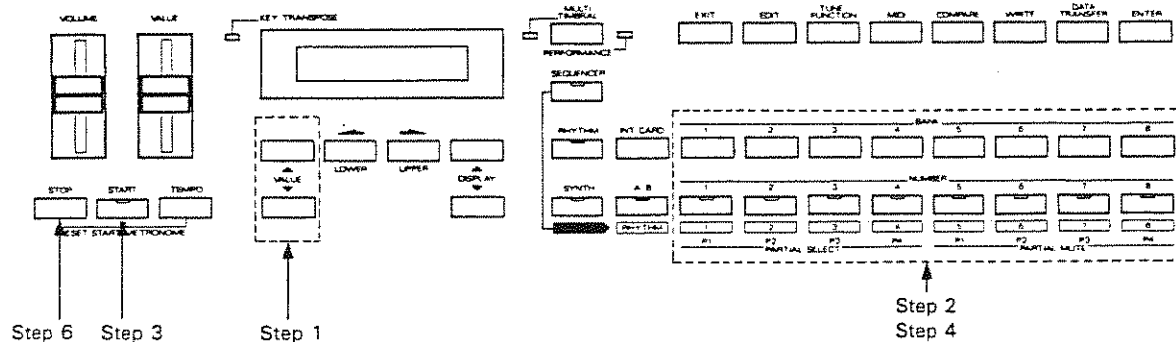 VOLUME VALUE KEY TRANSPOSE MULTI TIMBRAL EXIT EDIT TUNE FUNCTION MIDI COMPARE WRITE DATA TRANSFER ENTER
PERFORMANCE
SEQUENCER
BANK
RHYTHM INT CARD 1 2 3 4 5 6 7 8
VALUE LOWER UPPER DISPLAY
NUMBER
STOP START TEMPO SYNTH A B 1 2 3 4 5 6 7 8
RESET START METRONOME RHYTHM 1 2 3 4 5 6 7 8
P1 P2 P3 P4 P1 P2 P3 P4
PARTIAL SELECT PARTIAL MUTE
Step 6 Step 3 Step 1 Step 2
Step 4